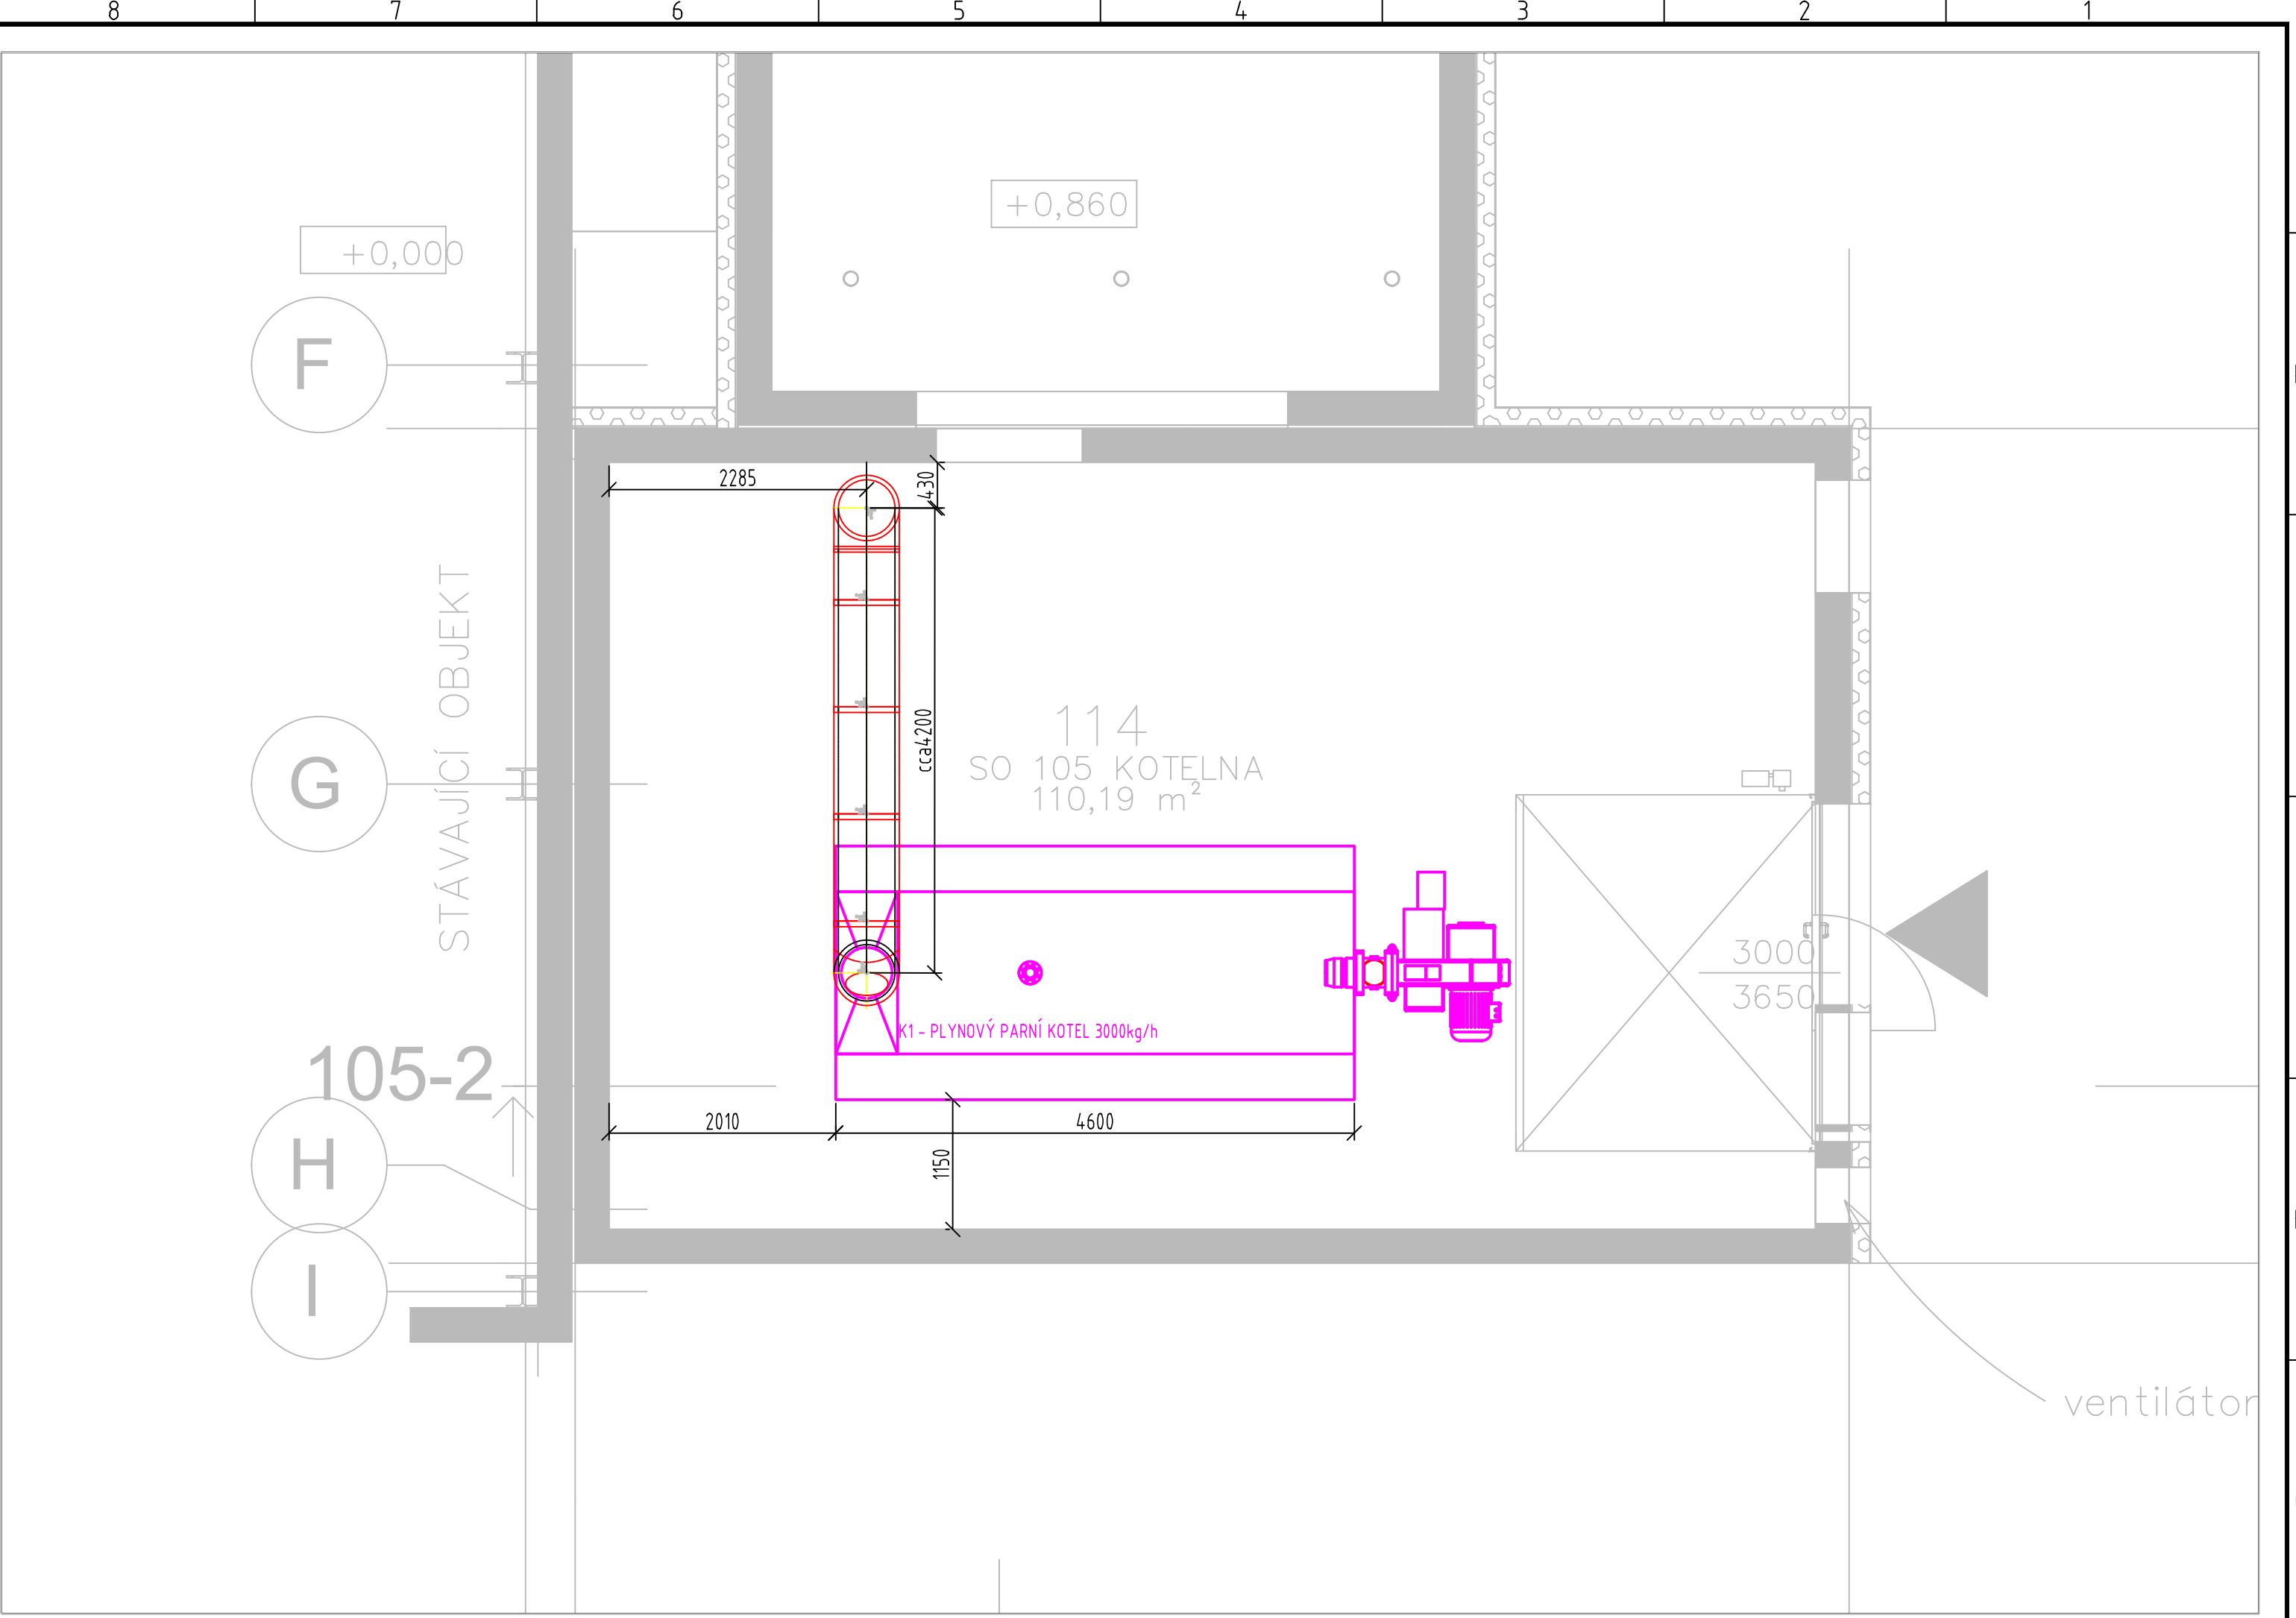 8 7 6 5 4 3 2 1
+0,860
+0,000
F
2285
430
STÁVAJÍCÍ OBJEKT
cca4200
114
SO 105 KOTELNA
110,19 m²
G
3000
3650
K1 - PLYNOVÝ PARNÍ KOTEL 3000kg/h
105-2
2010
4600
1150
H
I
ventilátor